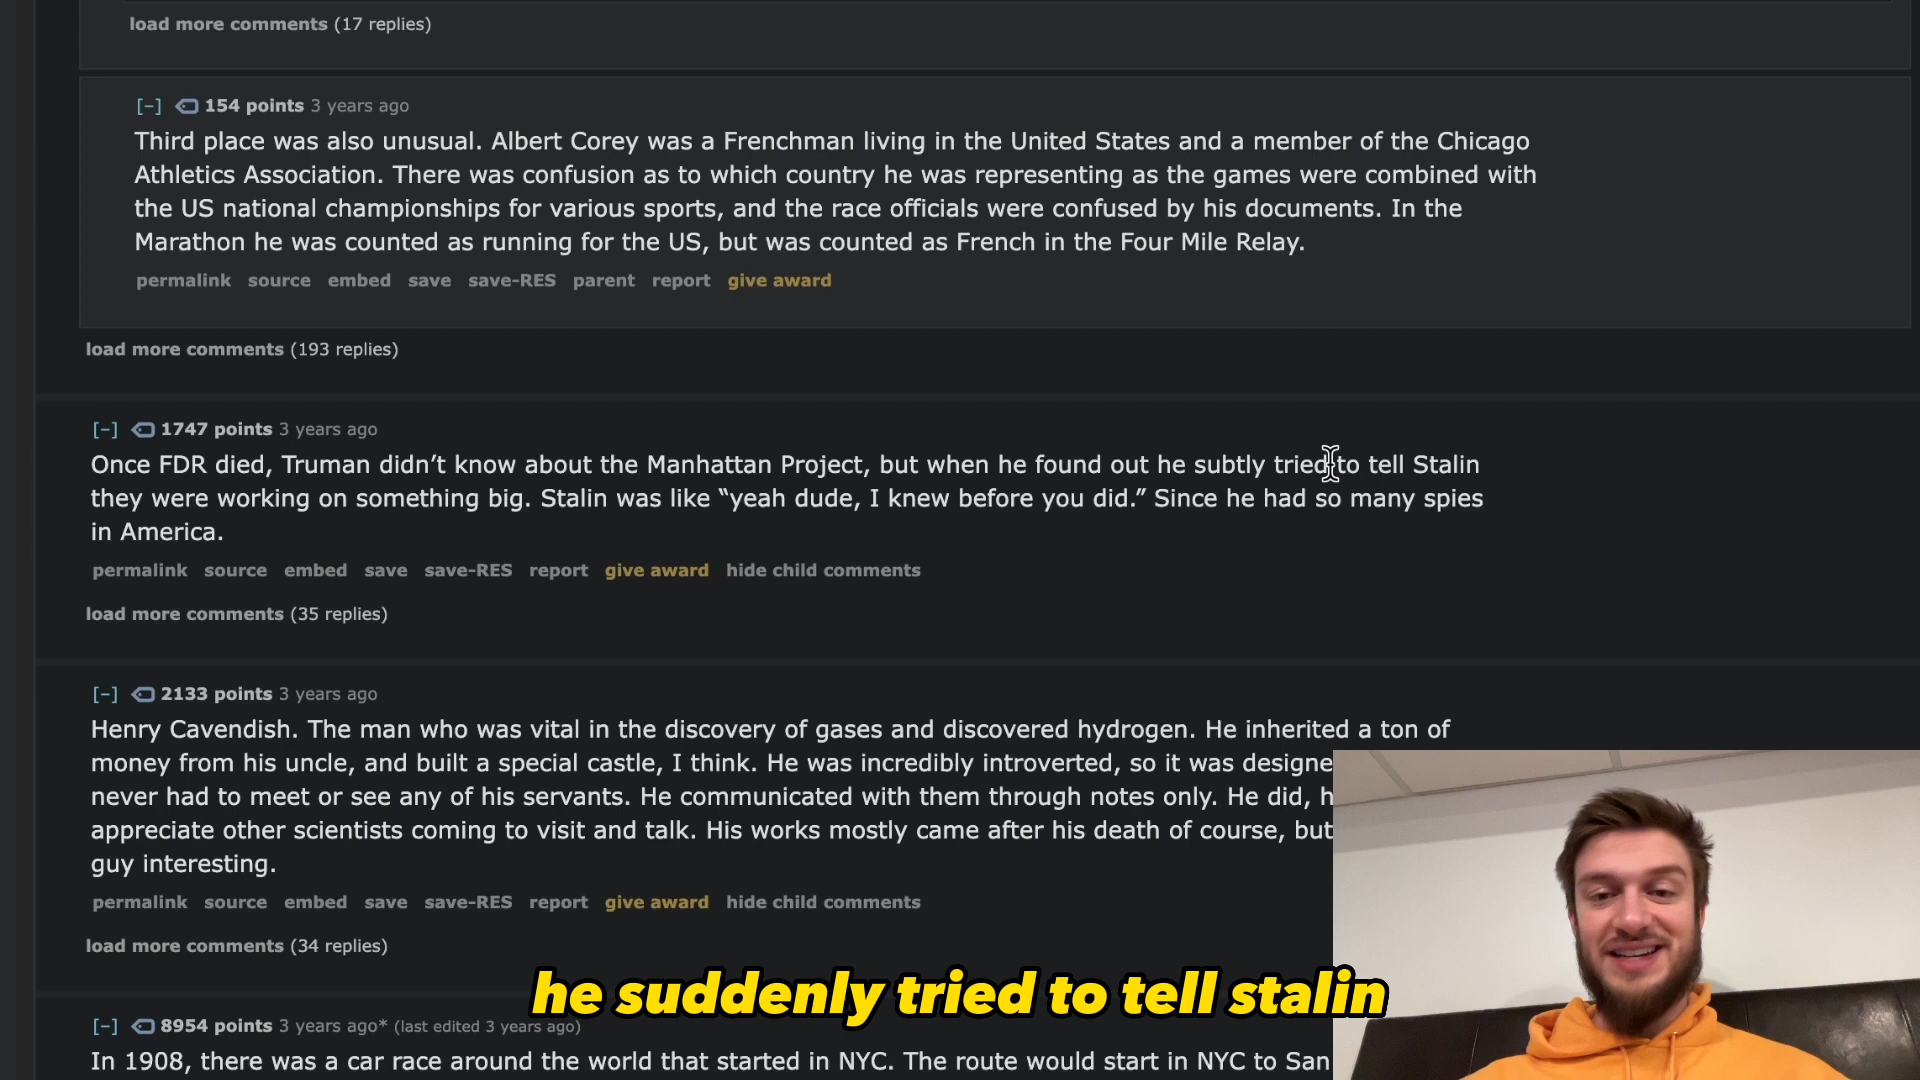 load more comments (17 replies)
[–] 154 points 3 years ago
Third place was also unusual. Albert Corey was a Frenchman living in the United States and a member of the Chicago
Athletics Association. There was confusion as to which country he was representing as the games were combined with
the US national championships for various sports, and the race officials were confused by his documents. In the
Marathon he was counted as running for the US, but was counted as French in the Four Mile Relay.
permalink source embed save save-RES parent report give award
load more comments (193 replies)
[–] 1747 points 3 years ago
Once FDR died, Truman didn’t know about the Manhattan Project, but when he found out he subtly tried to tell Stalin
they were working on something big. Stalin was like “yeah dude, I knew before you did.” Since he had so many spies
in America.
permalink source embed save save-RES report give award hide child comments
load more comments (35 replies)
[–] 2133 points 3 years ago
Henry Cavendish. The man who was vital in the discovery of gases and discovered hydrogen. He inherited a ton of
money from his uncle, and built a special castle, I think. He was incredibly introverted, so it was designe
never had to meet or see any of his servants. He communicated with them through notes only. He did, h
appreciate other scientists coming to visit and talk. His works mostly came after his death of course, but
guy interesting.
permalink source embed save save-RES report give award hide child comments
load more comments (34 replies)
he suddenly tried to tell stalin
[–] 8954 points 3 years ago* (last edited 3 years ago)
In 1908, there was a car race around the world that started in NYC. The route would start in NYC to San